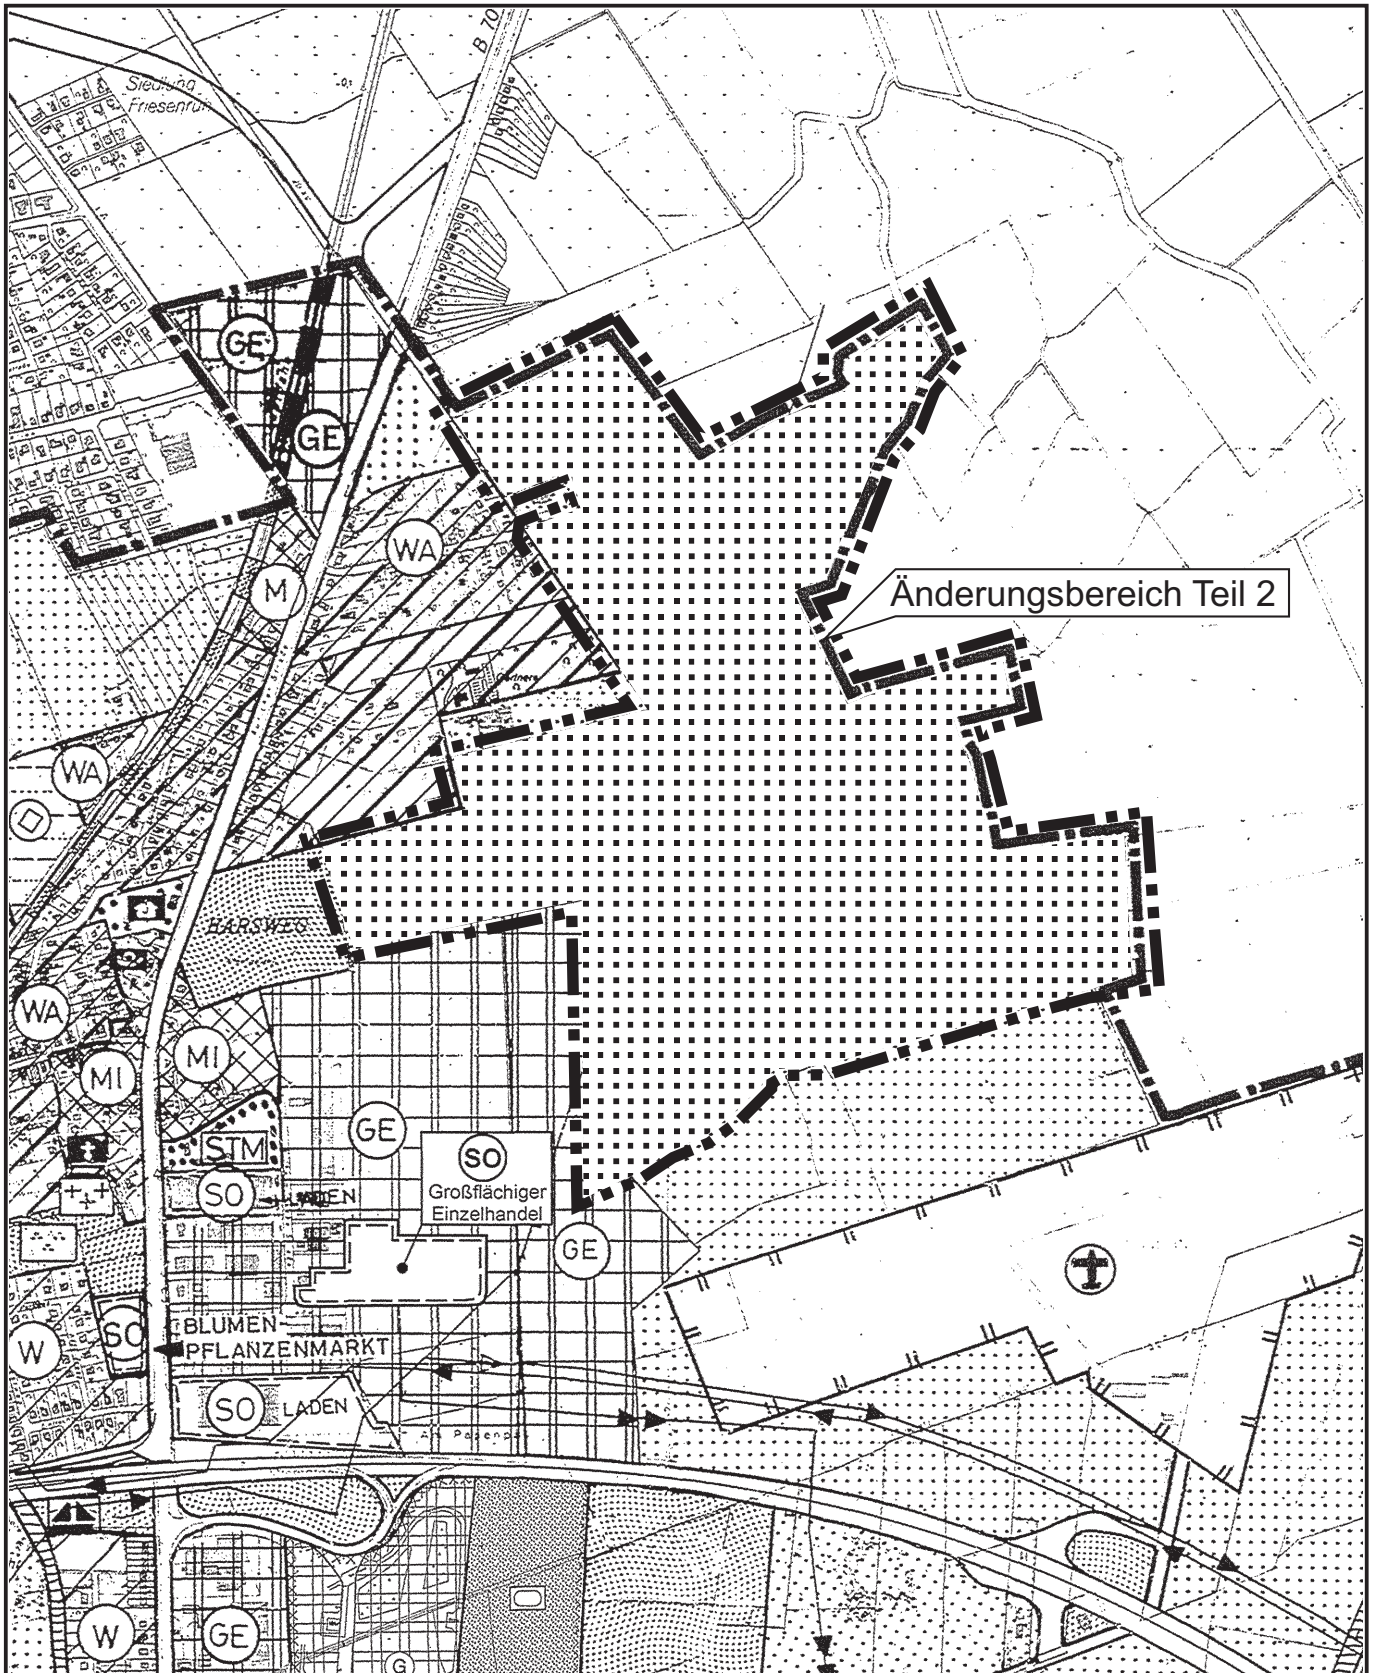 B 70
Siedlung
Friesenruh
GE
GE
WA
M
Änderungsbereich Teil 2
WA
HARSWEG
WA
MI
MI
GE
STM
SO
Großflächiger
Einzelhandel
SO
LADEN
GE
SO
BLUMEN-
PFLANZENMARKT
W
SO
LADEN
W
GE
G